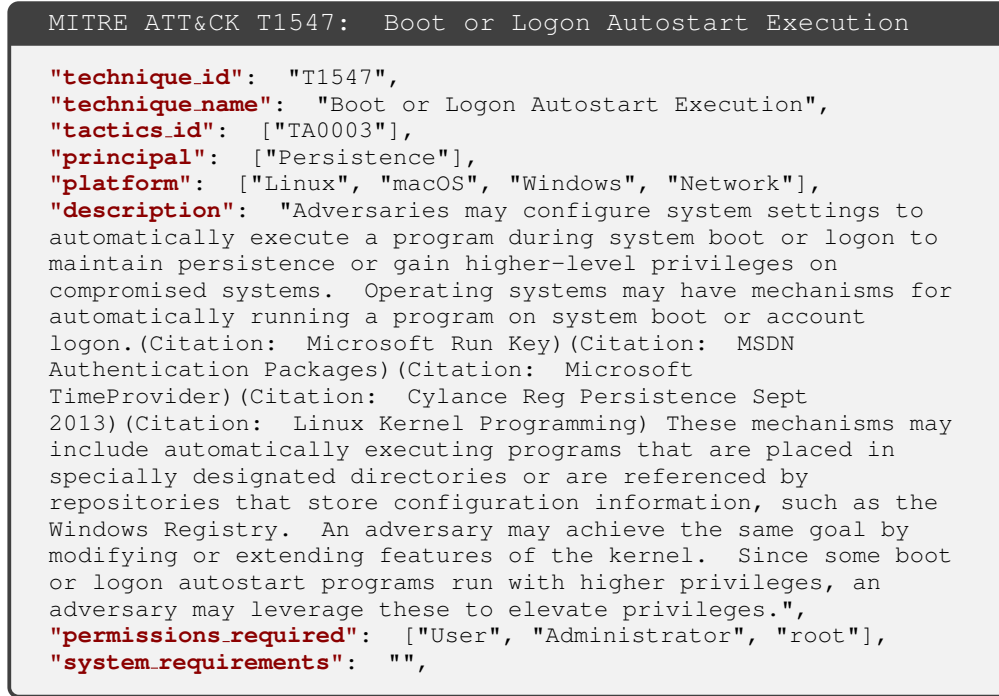 MITRE ATT&CK T1547: Boot or Logon Autostart Execution
"technique_id": "T1547",
"technique_name": "Boot or Logon Autostart Execution",
"tactics_id": ["TA0003"],
"principal": ["Persistence"],
"platform": ["Linux", "macOS", "Windows", "Network"],
"description": "Adversaries may configure system settings to
automatically execute a program during system boot or logon to
maintain persistence or gain higher-level privileges on
compromised systems. Operating systems may have mechanisms for
automatically running a program on system boot or account
logon.(Citation: Microsoft Run Key)(Citation: MSDN
Authentication Packages)(Citation: Microsoft
TimeProvider)(Citation: Cylance Reg Persistence Sept
2013)(Citation: Linux Kernel Programming) These mechanisms may
include automatically executing programs that are placed in
specially designated directories or are referenced by
repositories that store configuration information, such as the
Windows Registry. An adversary may achieve the same goal by
modifying or extending features of the kernel. Since some boot
or logon autostart programs run with higher privileges, an
adversary may leverage these to elevate privileges.",
"permissions_required": ["User", "Administrator", "root"],
"system_requirements": "",